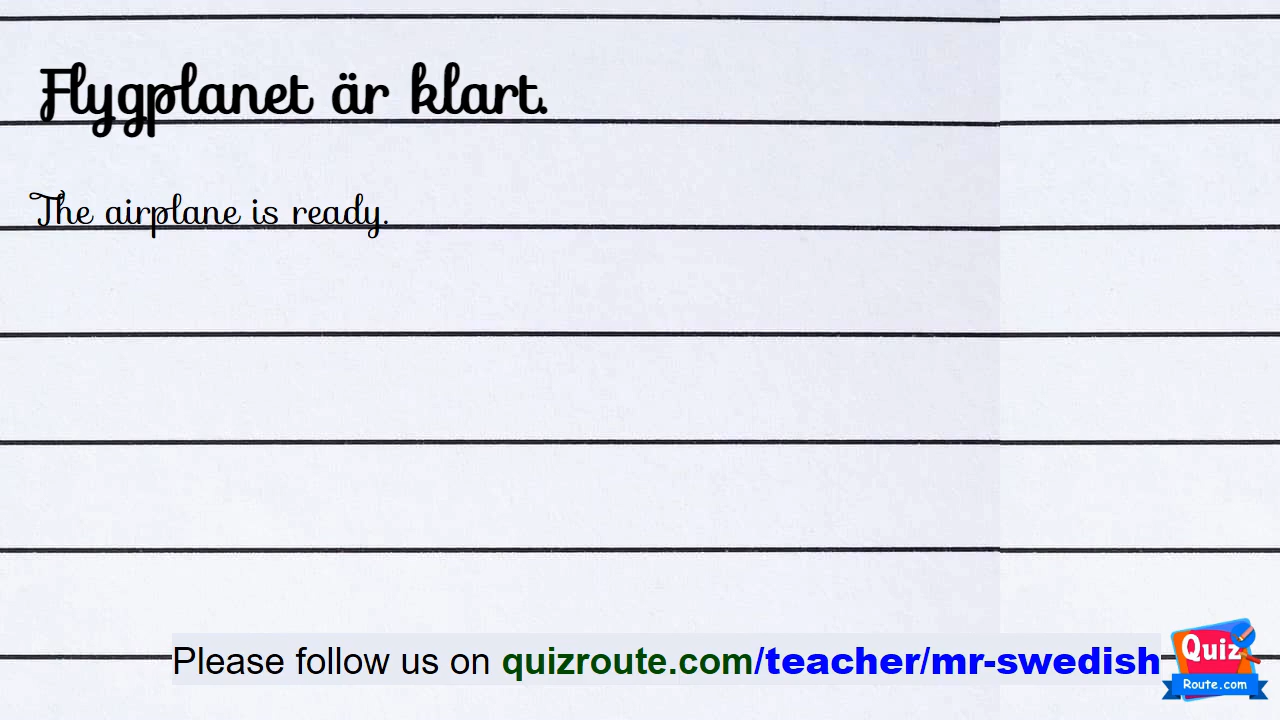 Flygplanet är klart.
The airplane is ready.
Please follow us on quizroute.com/teacher/mr-swedish
Quiz
Route.com